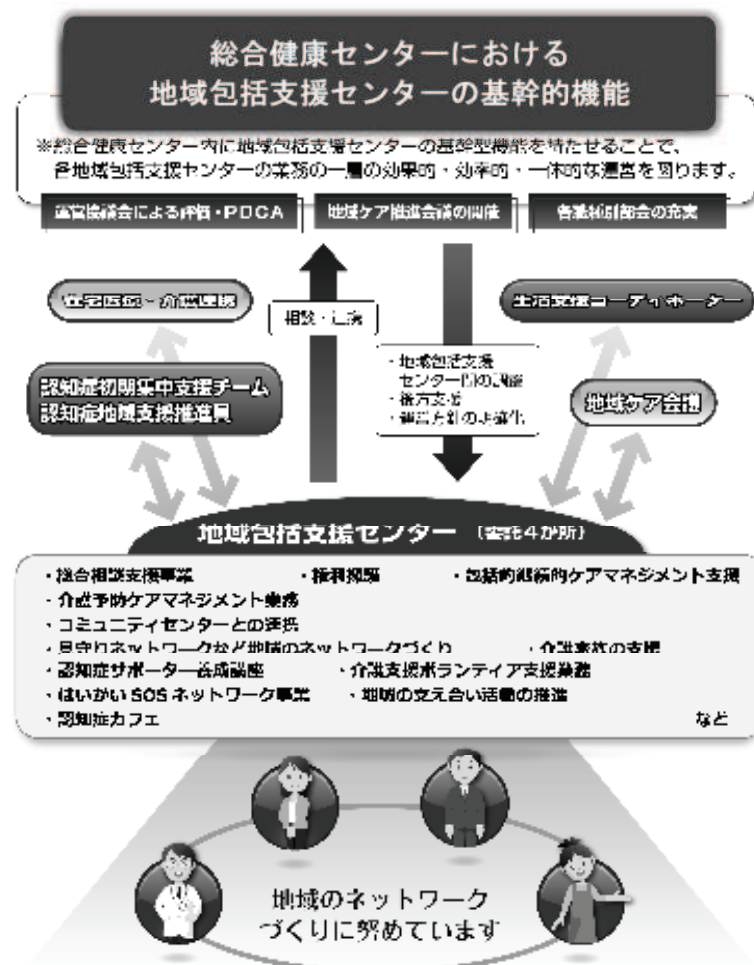 総合健康センターにおける
地域包括支援センターの基幹的機能
※総合健康センター内に地域包括支援センターの基幹型機能を持たせることで、
各地域包括支援センターの業務の一層の効果的・効率的・一体的な運営を図ります。
運営協議会による評価・PDCA
地域ケア推進会議の開催
各職種別部会の充実
在宅医療・介護連携
相談・連携
生活支援コーディネーター
認知症初期集中支援チーム
認知症地域支援推進員
・地域包括支援
センター間の調整
・後方支援
・運営方針の明確化
地域ケア会議
地域包括支援センター（委託4か所）
・総合相談支援事業 ・権利擁護 ・包括的継続的ケアマネジメント支援
・介護予防ケアマネジメント業務
・コミュニティセンターとの連携
・見守りネットワークなど地域のネットワークづくり ・介護家族の支援
・認知症サポーター養成講座 ・介護支援ボランティア支援業務
・はいかいSOSネットワーク事業 ・地域の支え合い活動の推進
・認知症カフェ など
地域のネットワーク
づくりに努めています